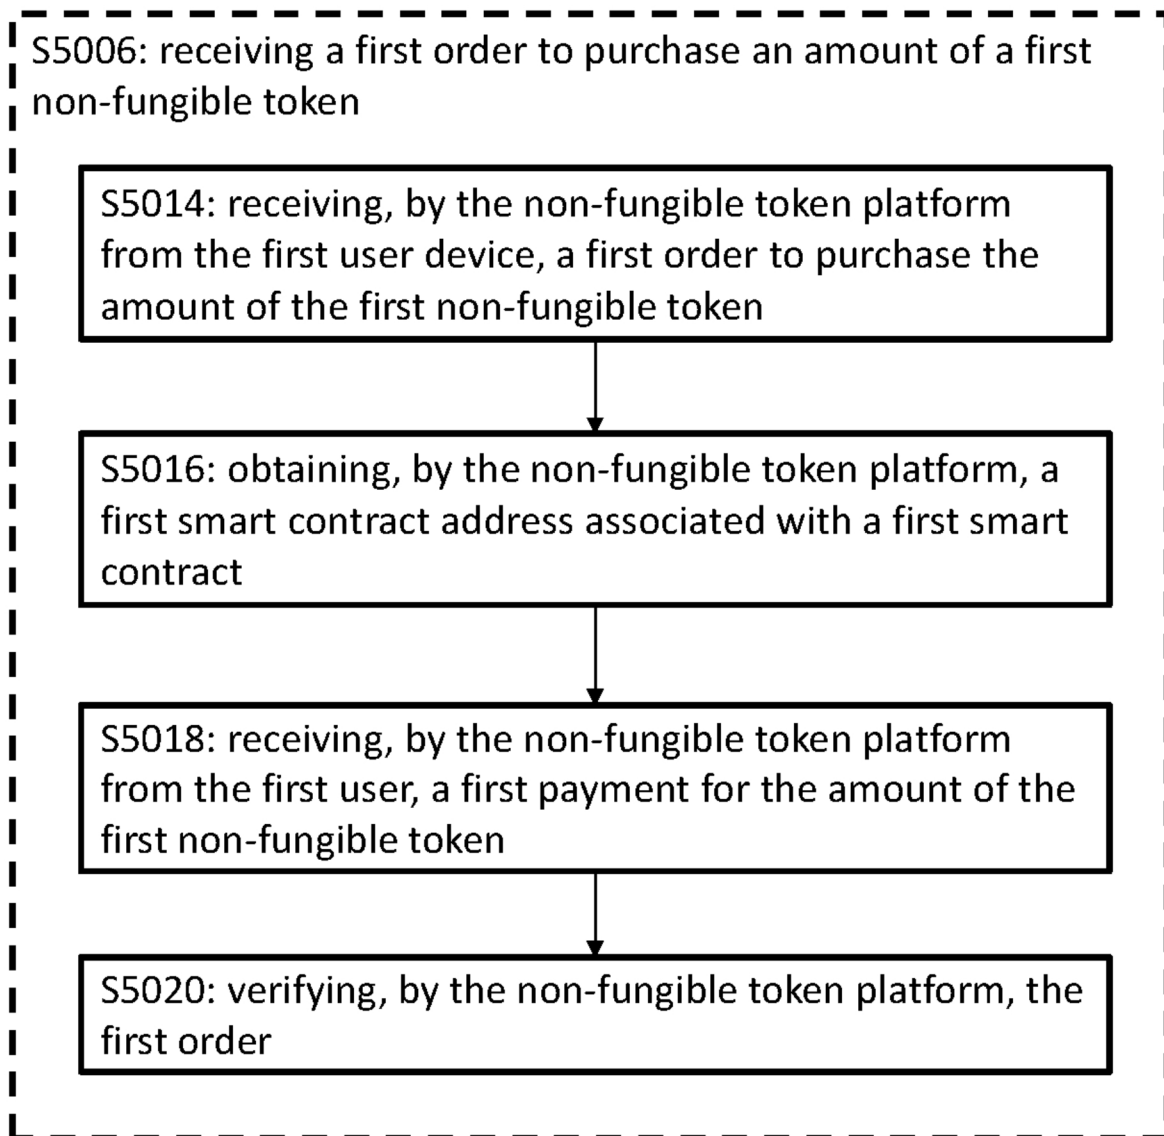 S5006: receiving a first order to purchase an amount of a first
non-fungible token
S5014: receiving, by the non-fungible token platform
from the first user device, a first order to purchase the
amount of the first non-fungible token
S5016: obtaining, by the non-fungible token platform, a
first smart contract address associated with a first smart
contract
S5018: receiving, by the non-fungible token platform
from the first user, a first payment for the amount of the
first non-fungible token
S5020: verifying, by the non-fungible token platform, the
first order